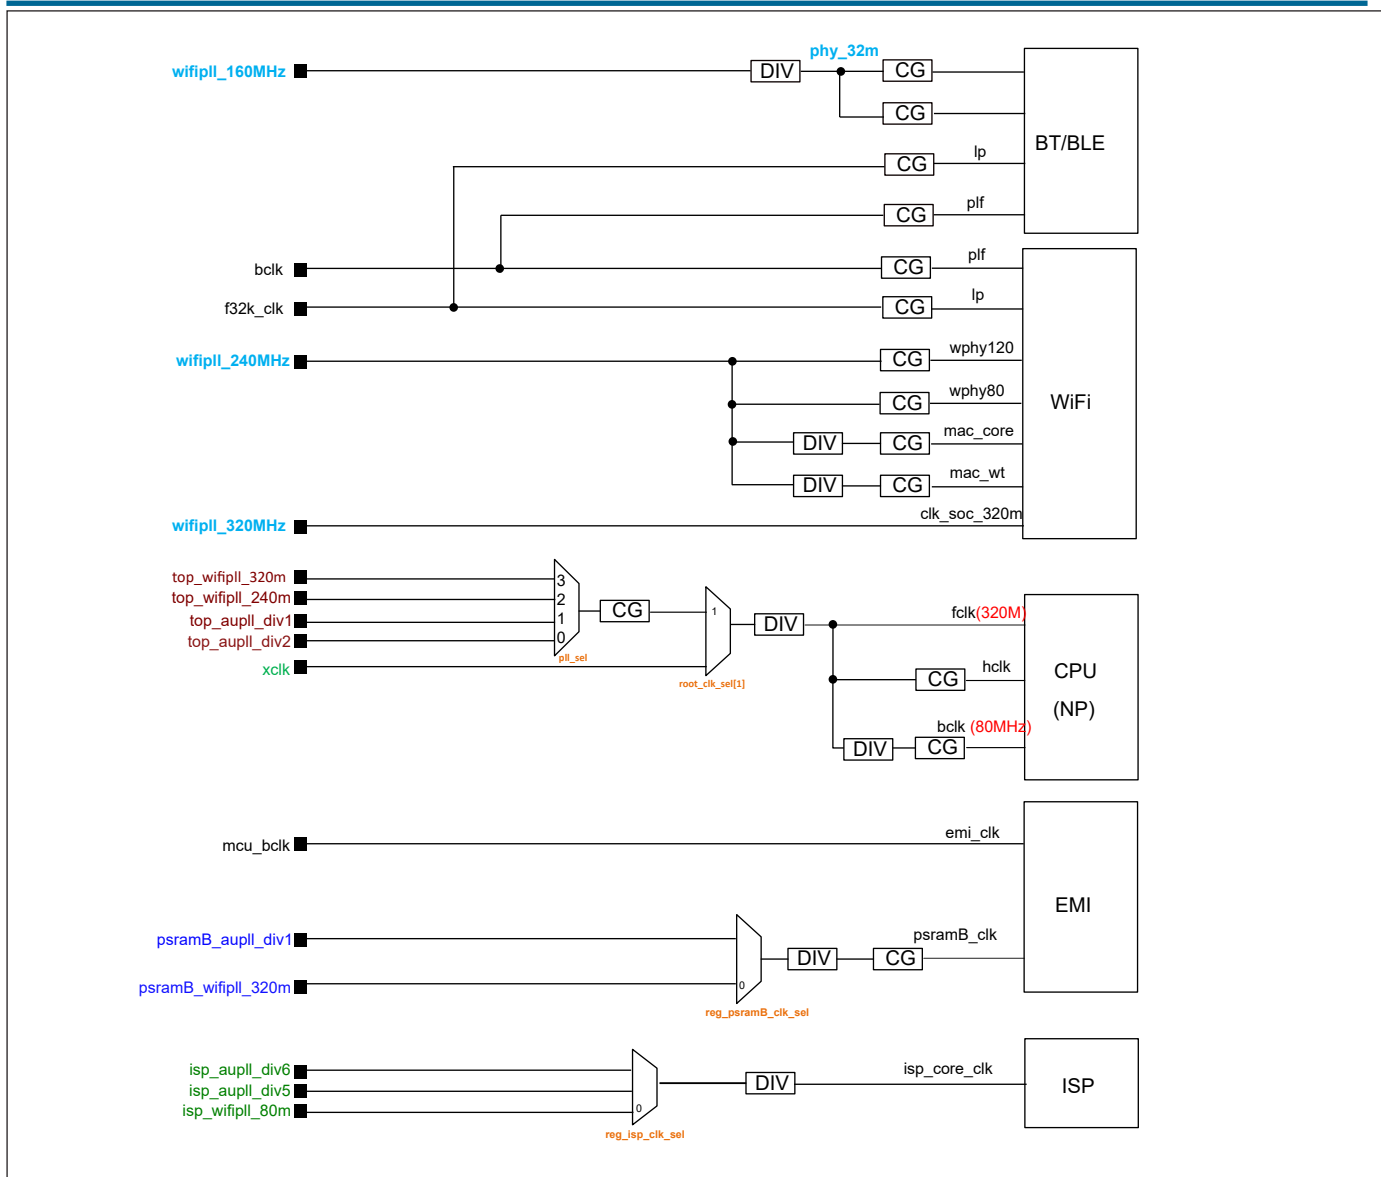 phy_32m
wifipll_160MHz
DIV
CG
CG
BT/BLE
lp
CG
plf
CG
bclk
plf
CG
f32k_clk
lp
CG
wifipll_240MHz
wphy120
CG
wphy80
CG
WiFi
mac_core
DIV
CG
mac_wt
DIV
CG
wifipll_320MHz
clk_soc_320m
top_wifipll_320m
3
top_wifipll_240m
2
CG
1
top_aupll_div1
1
DIV
fclk(320M)
top_aupll_div2
0
pll_sel
xclk
root_clk_sel[1]
hclk
CG
CPU
(NP)
bclk (80MHz)
DIV
CG
mcu_bclk
emi_clk
EMI
psramB_aupll_div1
psramB_clk
DIV
CG
psramB_wifipll_320m
0
reg_psramB_clk_sel
isp_aupll_div6
isp_aupll_div5
isp_wifipll_80m
0
reg_isp_clk_sel
DIV
isp_core_clk
ISP